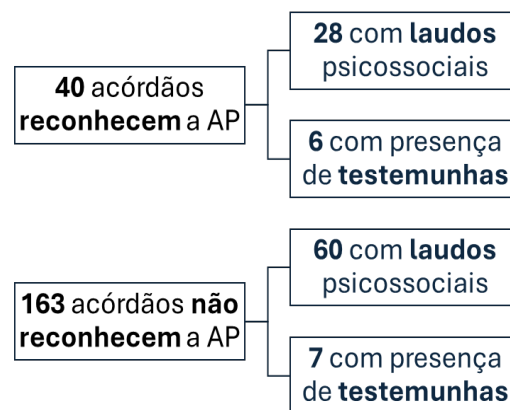 40 acórdãos
reconhecem a AP
28 com laudos
psicossociais
6 com presença
de testemunhas
163 acórdãos não
reconhecem a AP
60 com laudos
psicossociais
7 com presença
de testemunhas